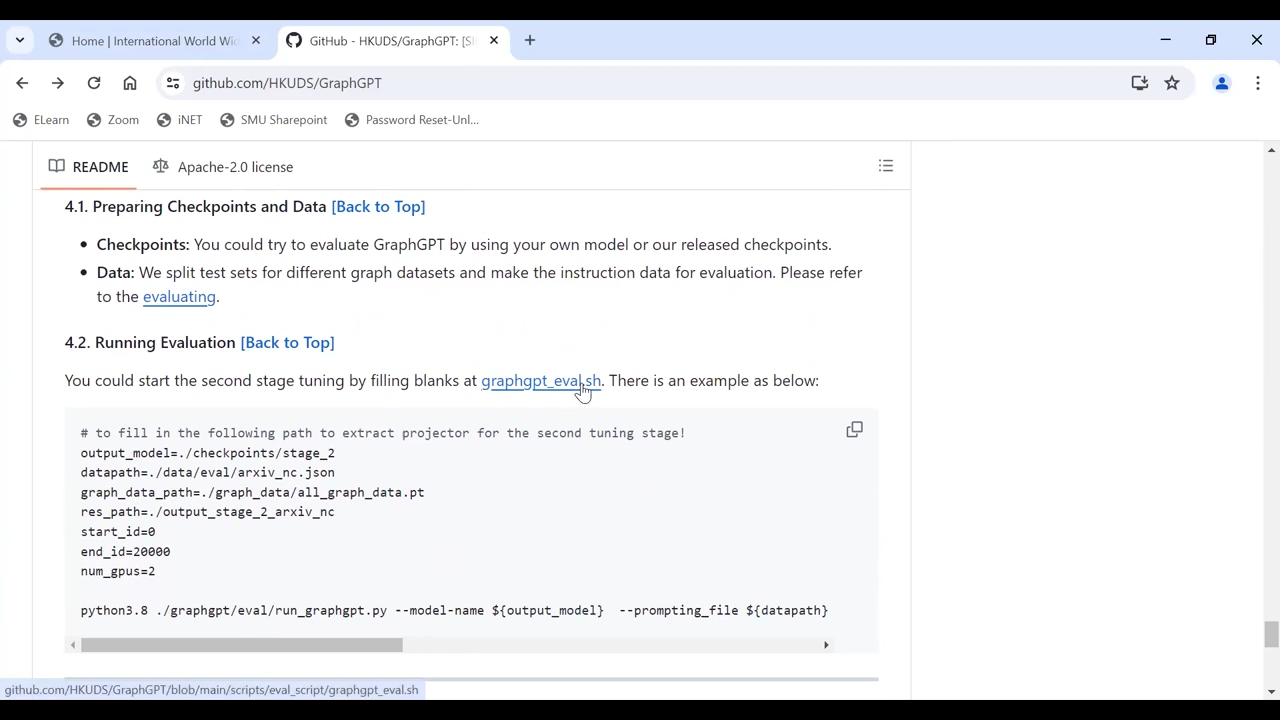 Home | International World Wid
GitHub - HKUDS/GraphGPT: [SI
github.com/HKUDS/GraphGPT
ELearn Zoom iNET SMU Sharepoint Password Reset-Unl...
README Apache-2.0 license
4.1. Preparing Checkpoints and Data [Back to Top]
• Checkpoints: You could try to evaluate GraphGPT by using your own model or our released checkpoints.
• Data: We split test sets for different graph datasets and make the instruction data for evaluation. Please refer
to the evaluating.
4.2. Running Evaluation [Back to Top]
You could start the second stage tuning by filling blanks at graphgpt_eval.sh. There is an example as below:
# to fill in the following path to extract projector for the second tuning stage!
output_model=./checkpoints/stage_2
datapath=./data/eval/arxiv_nc.json
graph_data_path=./graph_data/all_graph_data.pt
res_path=./output_stage_2_arxiv_nc
start_id=0
end_id=20000
num_gpus=2
python3.8 ./graphgpt/eval/run_graphgpt.py --model-name ${output_model} --prompting_file ${datapath}
github.com/HKUDS/GraphGPT/blob/main/scripts/eval_script/graphgpt_eval.sh